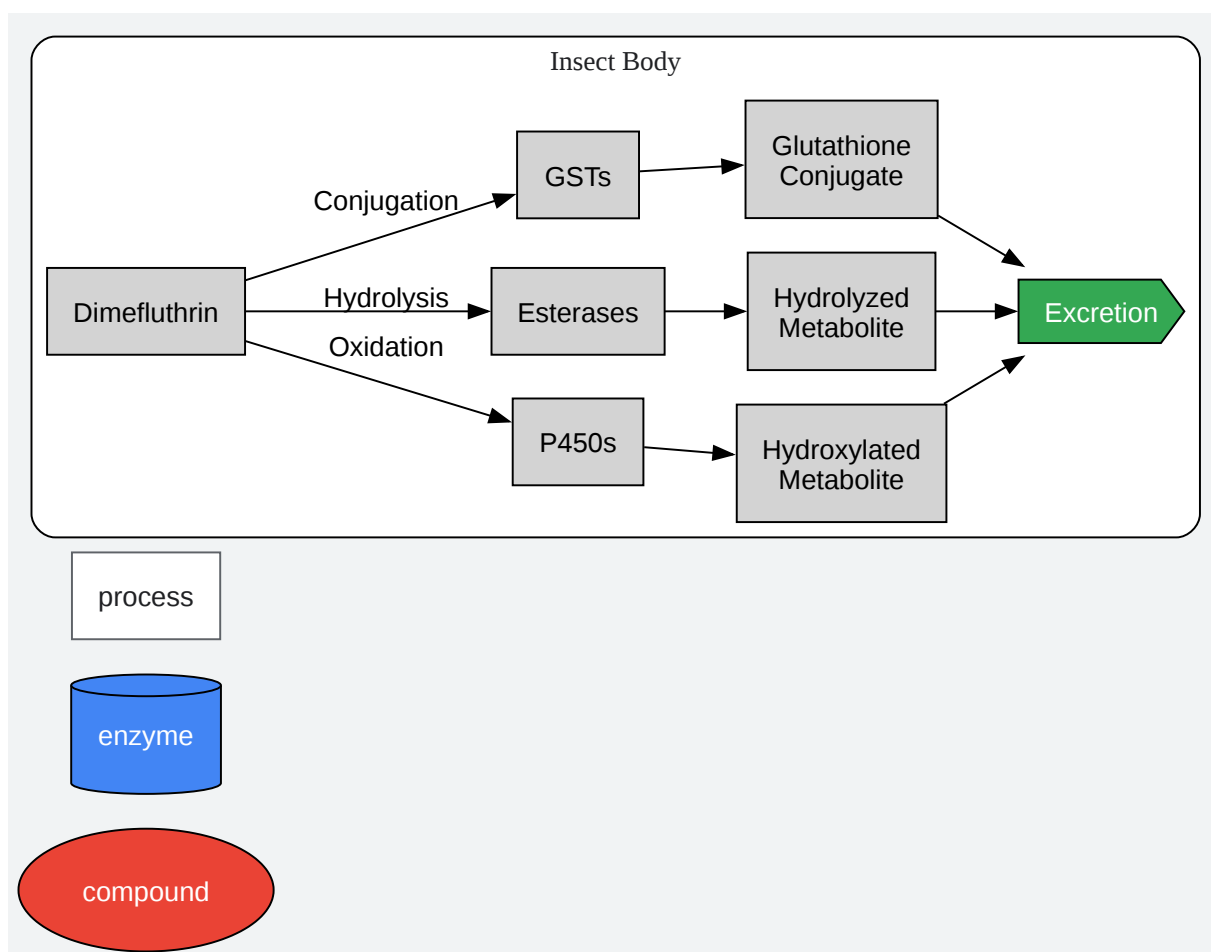 Insect Body
Dimefluthrin
Conjugation
Hydrolysis
Oxidation
GSTs
Esterases
P450s
Glutathione
Conjugate
Hydrolyzed
Metabolite
Hydroxylated
Metabolite
Excretion
process
enzyme
compound